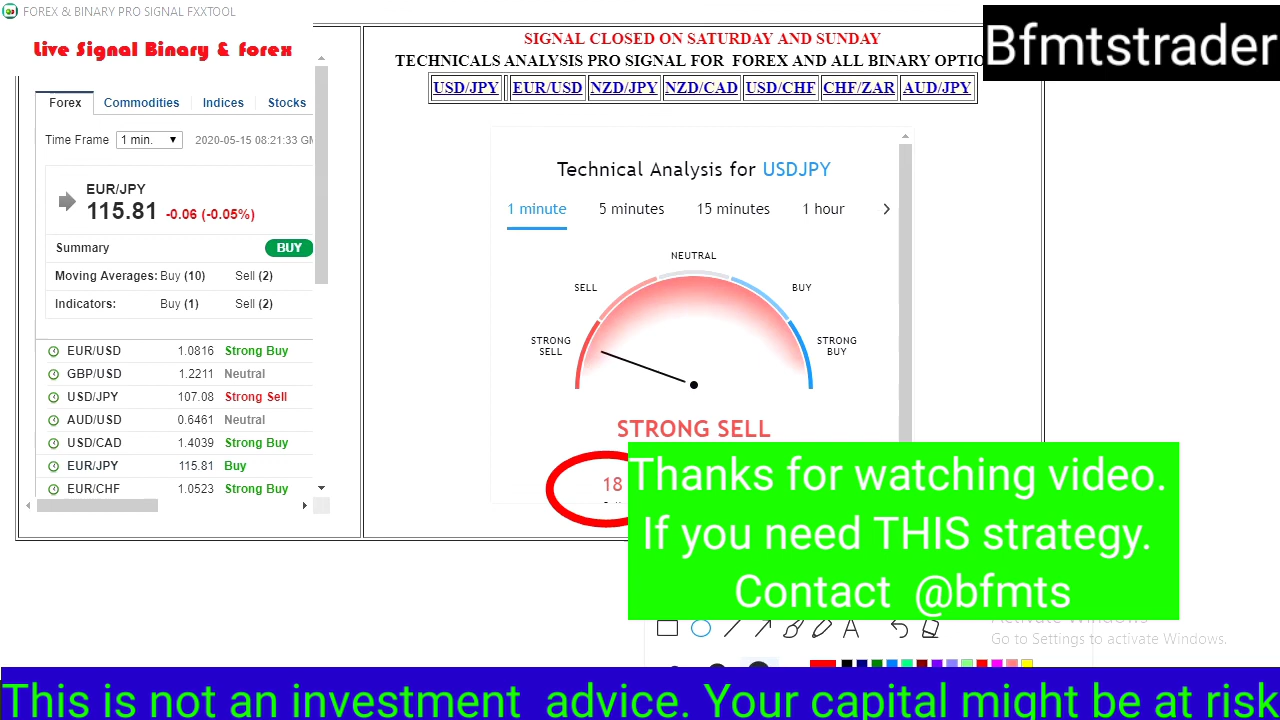 FOREX & BINARY PRO SIGNAL FXXTOOL
Live Signal Binary & forex
Forex Commodities Indices Stocks
Time Frame 1 min. 2020-05-15 08:21:33
EUR/JPY
115.81 -0.06 (-0.05%)
Summary BUY
Moving Averages: Buy (10) Sell (2)
Indicators: Buy (1) Sell (2)
EUR/USD 1.0816 Strong Buy
GBP/USD 1.2211 Neutral
USD/JPY 107.08 Strong Sell
AUD/USD 0.6461 Neutral
USD/CAD 1.4039 Strong Buy
EUR/JPY 115.81 Buy
EUR/CHF 1.0523 Strong Buy
SIGNAL CLOSED ON SATURDAY AND SUNDAY
TECHNICALS ANALYSIS PRO SIGNAL FOR FOREX AND ALL BINARY OPTIO
USD/JPY EUR/USD NZD/JPY NZD/CAD USD/CHF CHF/ZAR AUD/JPY
Bfmtstrader
Technical Analysis for USDJPY
1 minute 5 minutes 15 minutes 1 hour
NEUTRAL
SELL BUY
STRONG SELL
STRONG BUY
STRONG SELL
18
Thanks for watching video.
If you need THIS strategy.
Contact @bfmts
Activate Windows
Go to Settings to activate Windows.
This is not an investment advice. Your capital might be at risk